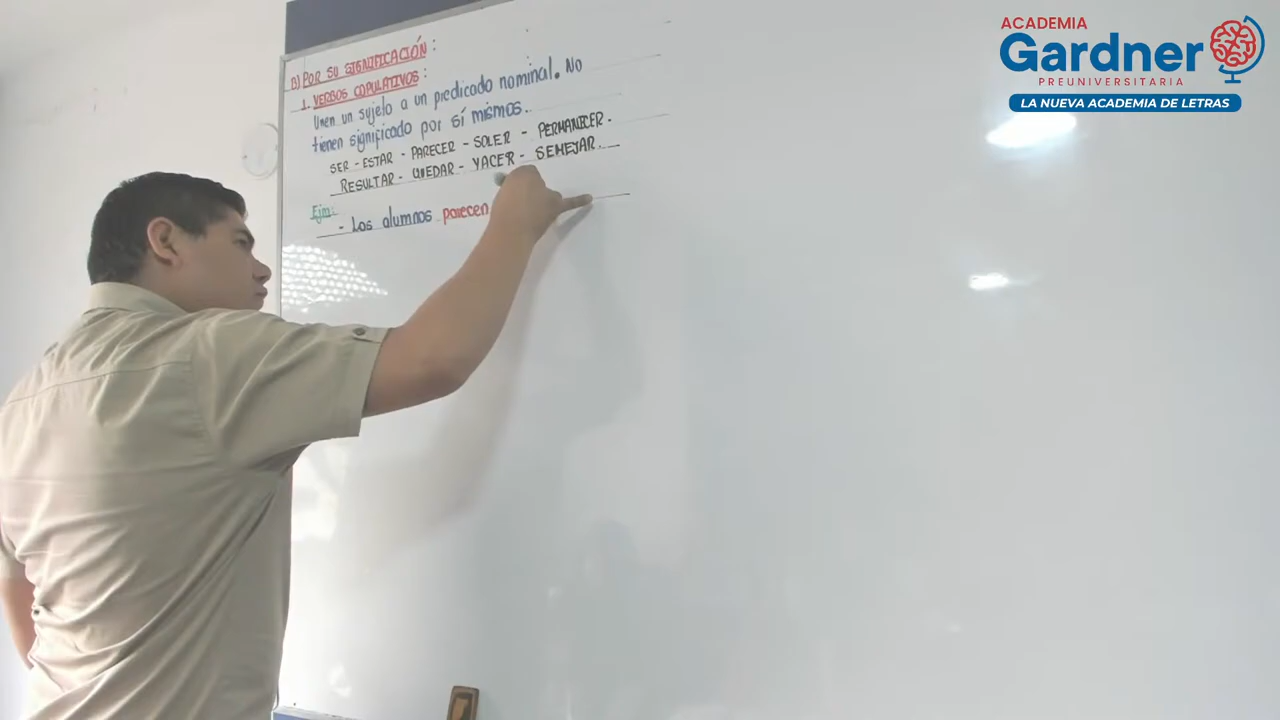 B) POR SU SIGNIFICACIÓN:
1. VERBOS COPULATIVOS:
Unen un sujeto a un predicado nominal. No
tienen significado por sí mismos.
SER - ESTAR - PARECER - SOLER - PERMANECER -
RESULTAR - QUEDAR - YACER - SEMEJAR.
Ejm:
- Los alumnos parecen
ACADEMIA
Gardner
PREUNIVERSITARIA
LA NUEVA ACADEMIA DE LETRAS